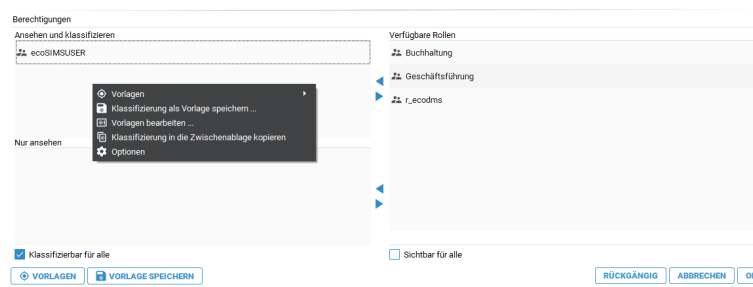 Berechtigungen
Ansehen und klassifizieren
ecoSIMSUSER
Vorlagen
Klassifizierung als Vorlage speichern ...
Vorlagen bearbeiten ...
Klassifizierung in die Zwischenablage kopieren
Optionen
Nur ansehen
Verfügbare Rollen
Buchhaltung
Geschäftsführung
r_ecodms
Klassifizierbar für alle
Sichtbar für alle
VORLAGEN
VORLAGE SPEICHERN
RÜCKGÄNGIG
ABBRECHEN